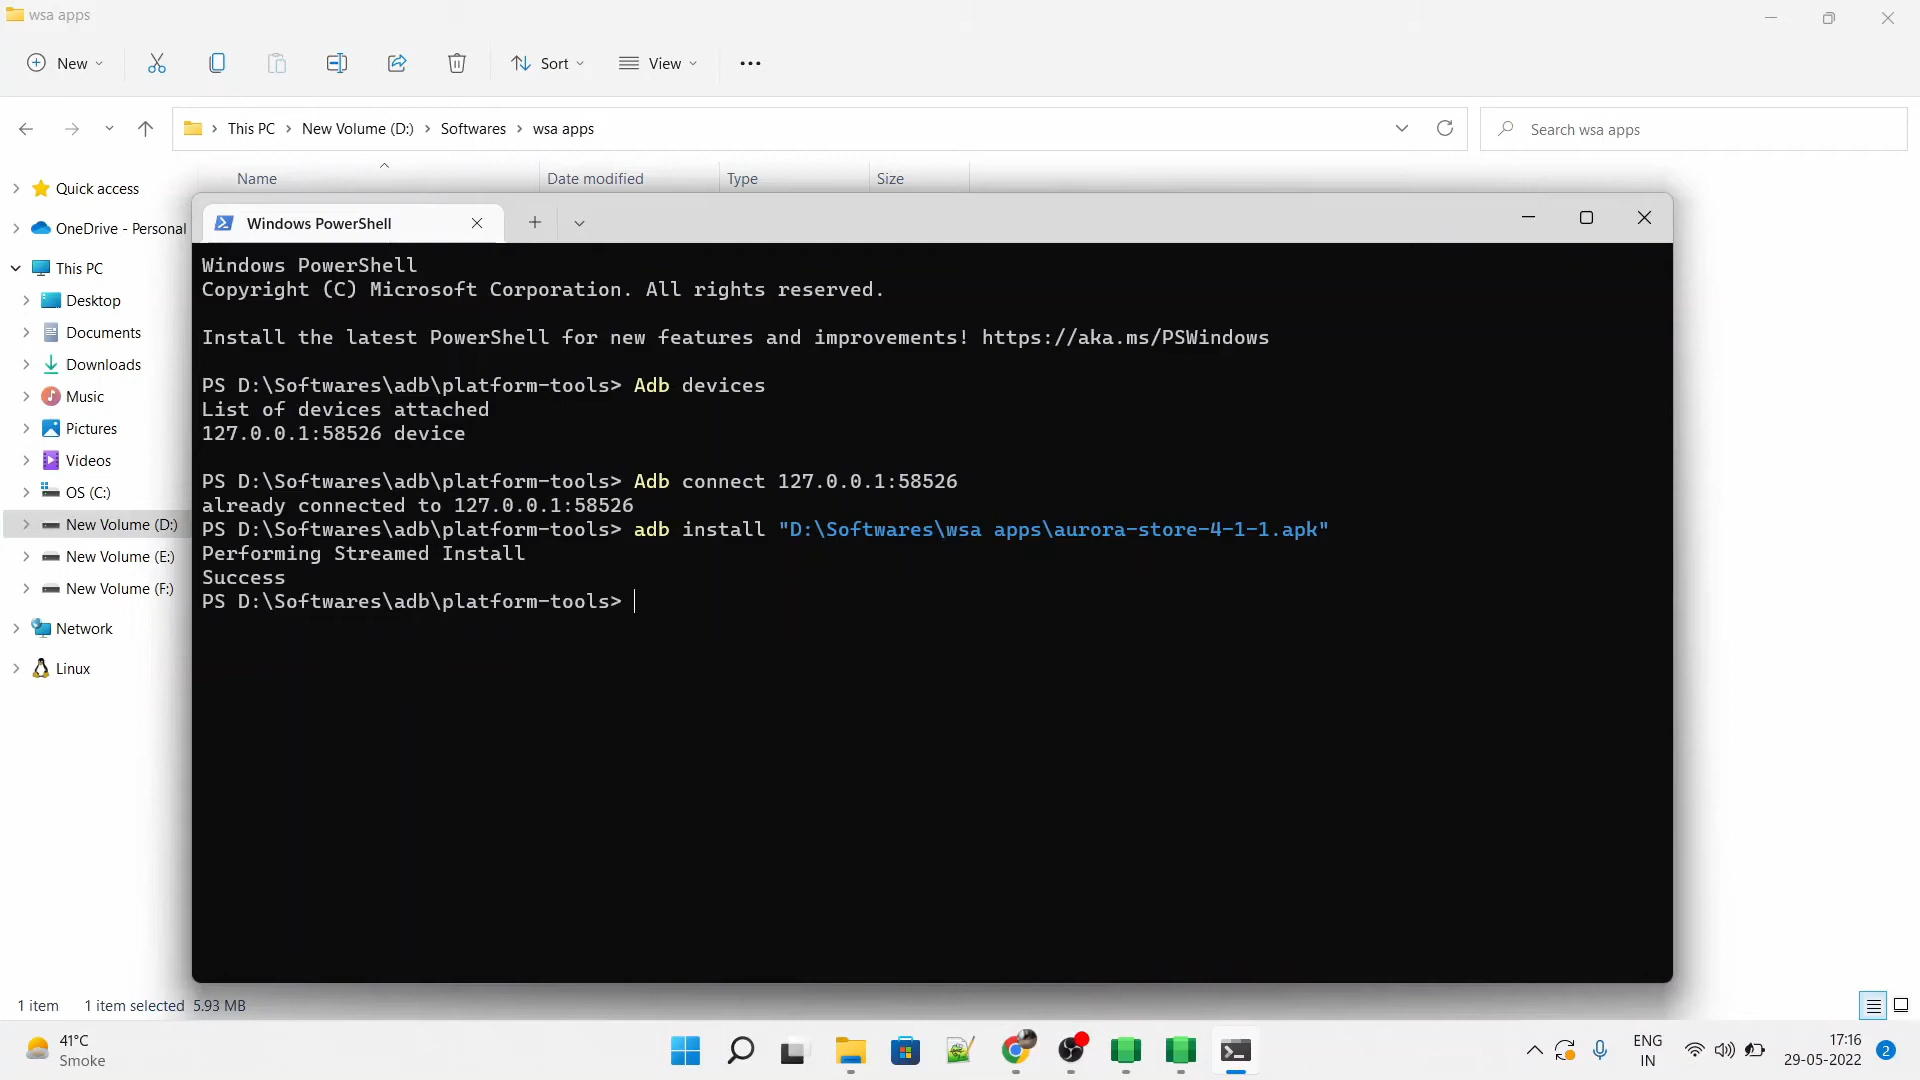 wsa apps
New
Sort
View
This PC
New Volume (D:)
Softwares
wsa apps
Search wsa apps
Name
Date modified
Type
Size
Quick access
OneDrive - Personal
This PC
Desktop
Documents
Downloads
Music
Pictures
Videos
OS (C:)
New Volume (D:)
New Volume (E:)
New Volume (F:)
Network
Linux
Windows PowerShell
Windows PowerShell
Copyright (C) Microsoft Corporation. All rights reserved.
Install the latest PowerShell for new features and improvements! https://aka.ms/PSWindows
PS D:\Softwares\adb\platform-tools> Adb devices
List of devices attached
127.0.0.1:58526 device
PS D:\Softwares\adb\platform-tools> Adb connect 127.0.0.1:58526
already connected to 127.0.0.1:58526
PS D:\Softwares\adb\platform-tools> adb install "D:\Softwares\wsa apps\aurora-store-4-1-1.apk"
Performing Streamed Install
Success
PS D:\Softwares\adb\platform-tools>
1 item
1 item selected 5.93 MB
41°C
Smoke
ENG
IN
17:16
29-05-2022
2